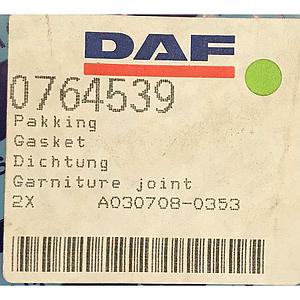 DAF
0764539
Pakking
Gasket
Dichtung
Garniture joint
2X A030708-0353